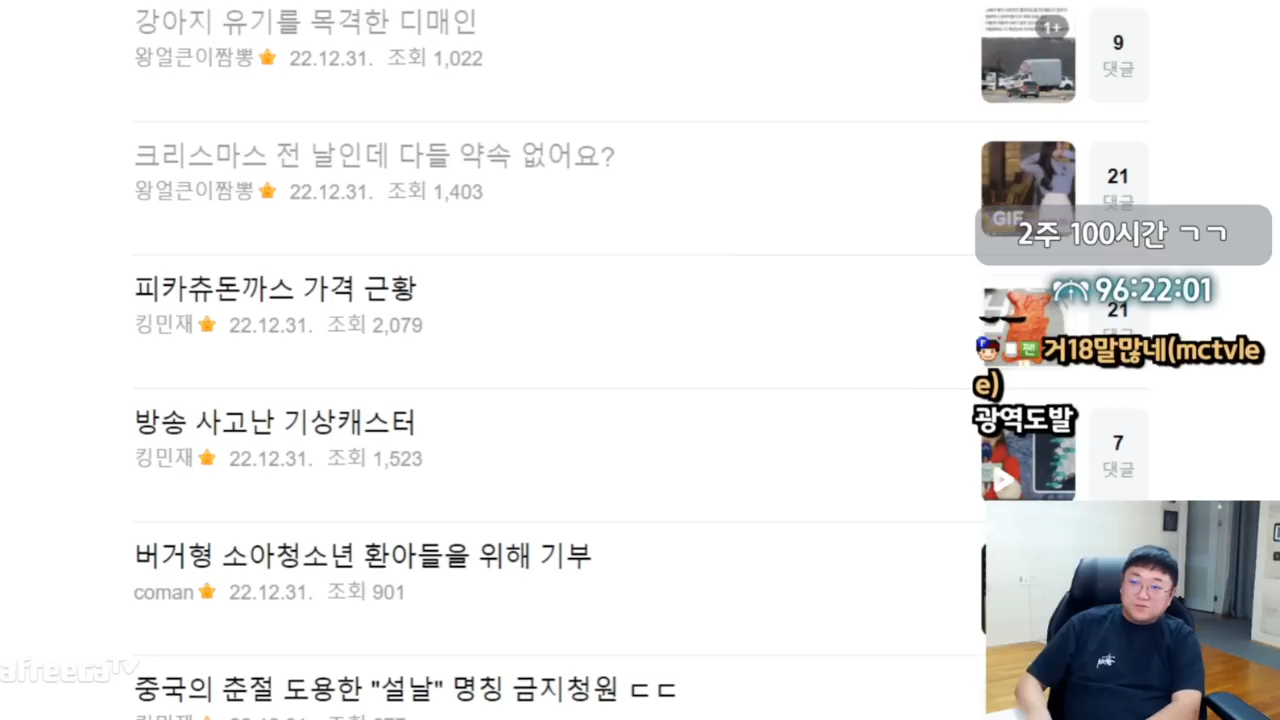 강아지 유기를 목격한 디매인
왕얼큰이짬뽕 22.12.31. 조회 1,022
1+
9
댓글
크리스마스 전 날인데 다들 약속 없어요?
왕얼큰이짬뽕 22.12.31. 조회 1,403
GIF
21
댓글
2주 100시간 ㄱㄱ
96:22:01
피카츄돈까스 가격 근황
킹민재 22.12.31. 조회 2,079
21
F 팬 거18말많네(mctvle
e)
광역도발
방송 사고난 기상캐스터
킹민재 22.12.31. 조회 1,523
7
댓글
버거형 소아청소년 환아들을 위해 기부
coman 22.12.31. 조회 901
afreecaTV
중국의 춘절 도용한 "설날" 명칭 금지청원 ㄷㄷ